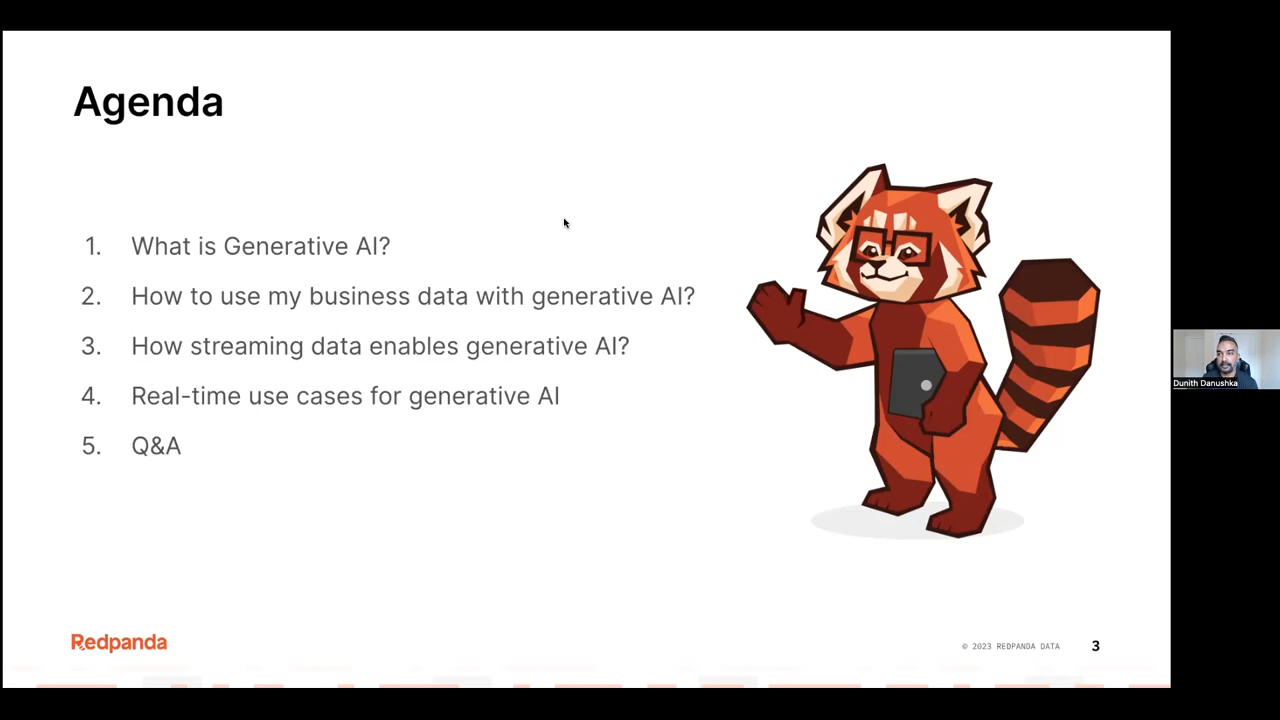 Agenda
1. What is Generative AI?
2. How to use my business data with generative AI?
3. How streaming data enables generative AI?
4. Real-time use cases for generative AI
5. Q&A
Dunith Danushka
Redpanda
© 2023 REDPANDA DATA
3